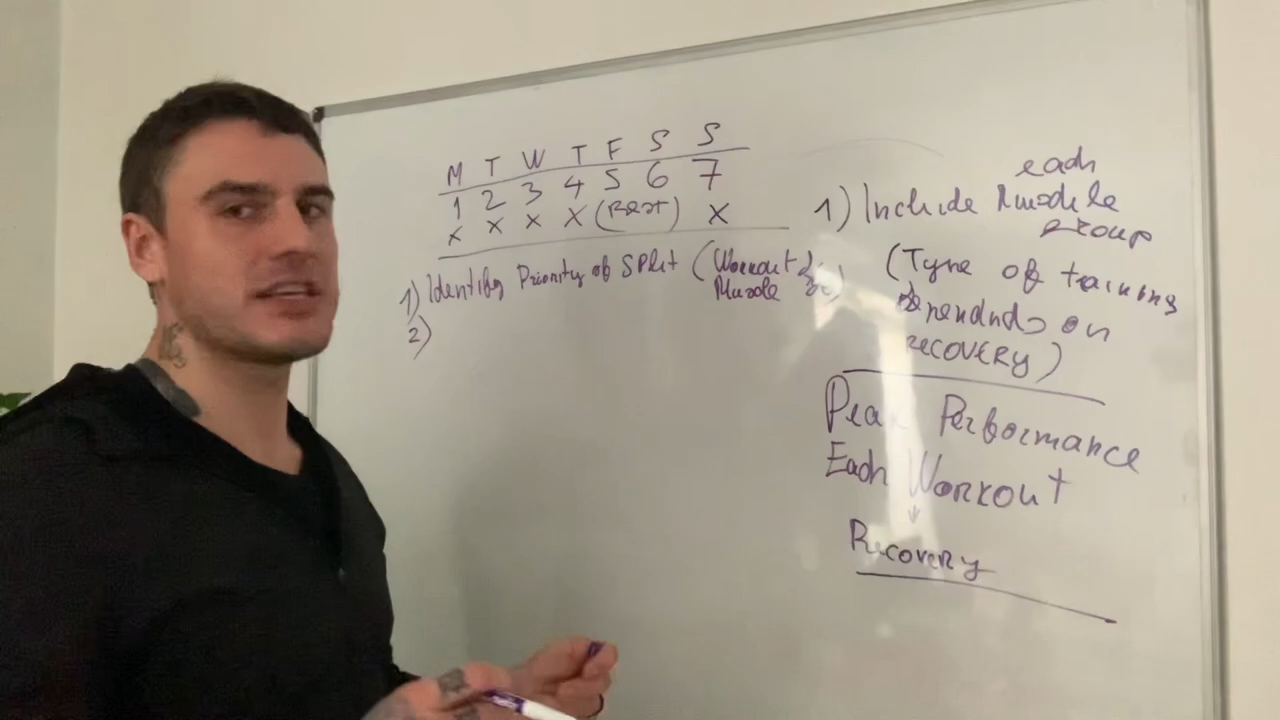 M T W T F S S
1 2 3 4 5 6 7
x x x x (Rest) x
1) Identify Priority of Split (Workout
Muscle
2)
each
1) Include Muscle
group
(Type of training
dependnds on
RECOVERY)
Peak Performance
Each Workout
↓
Recovery